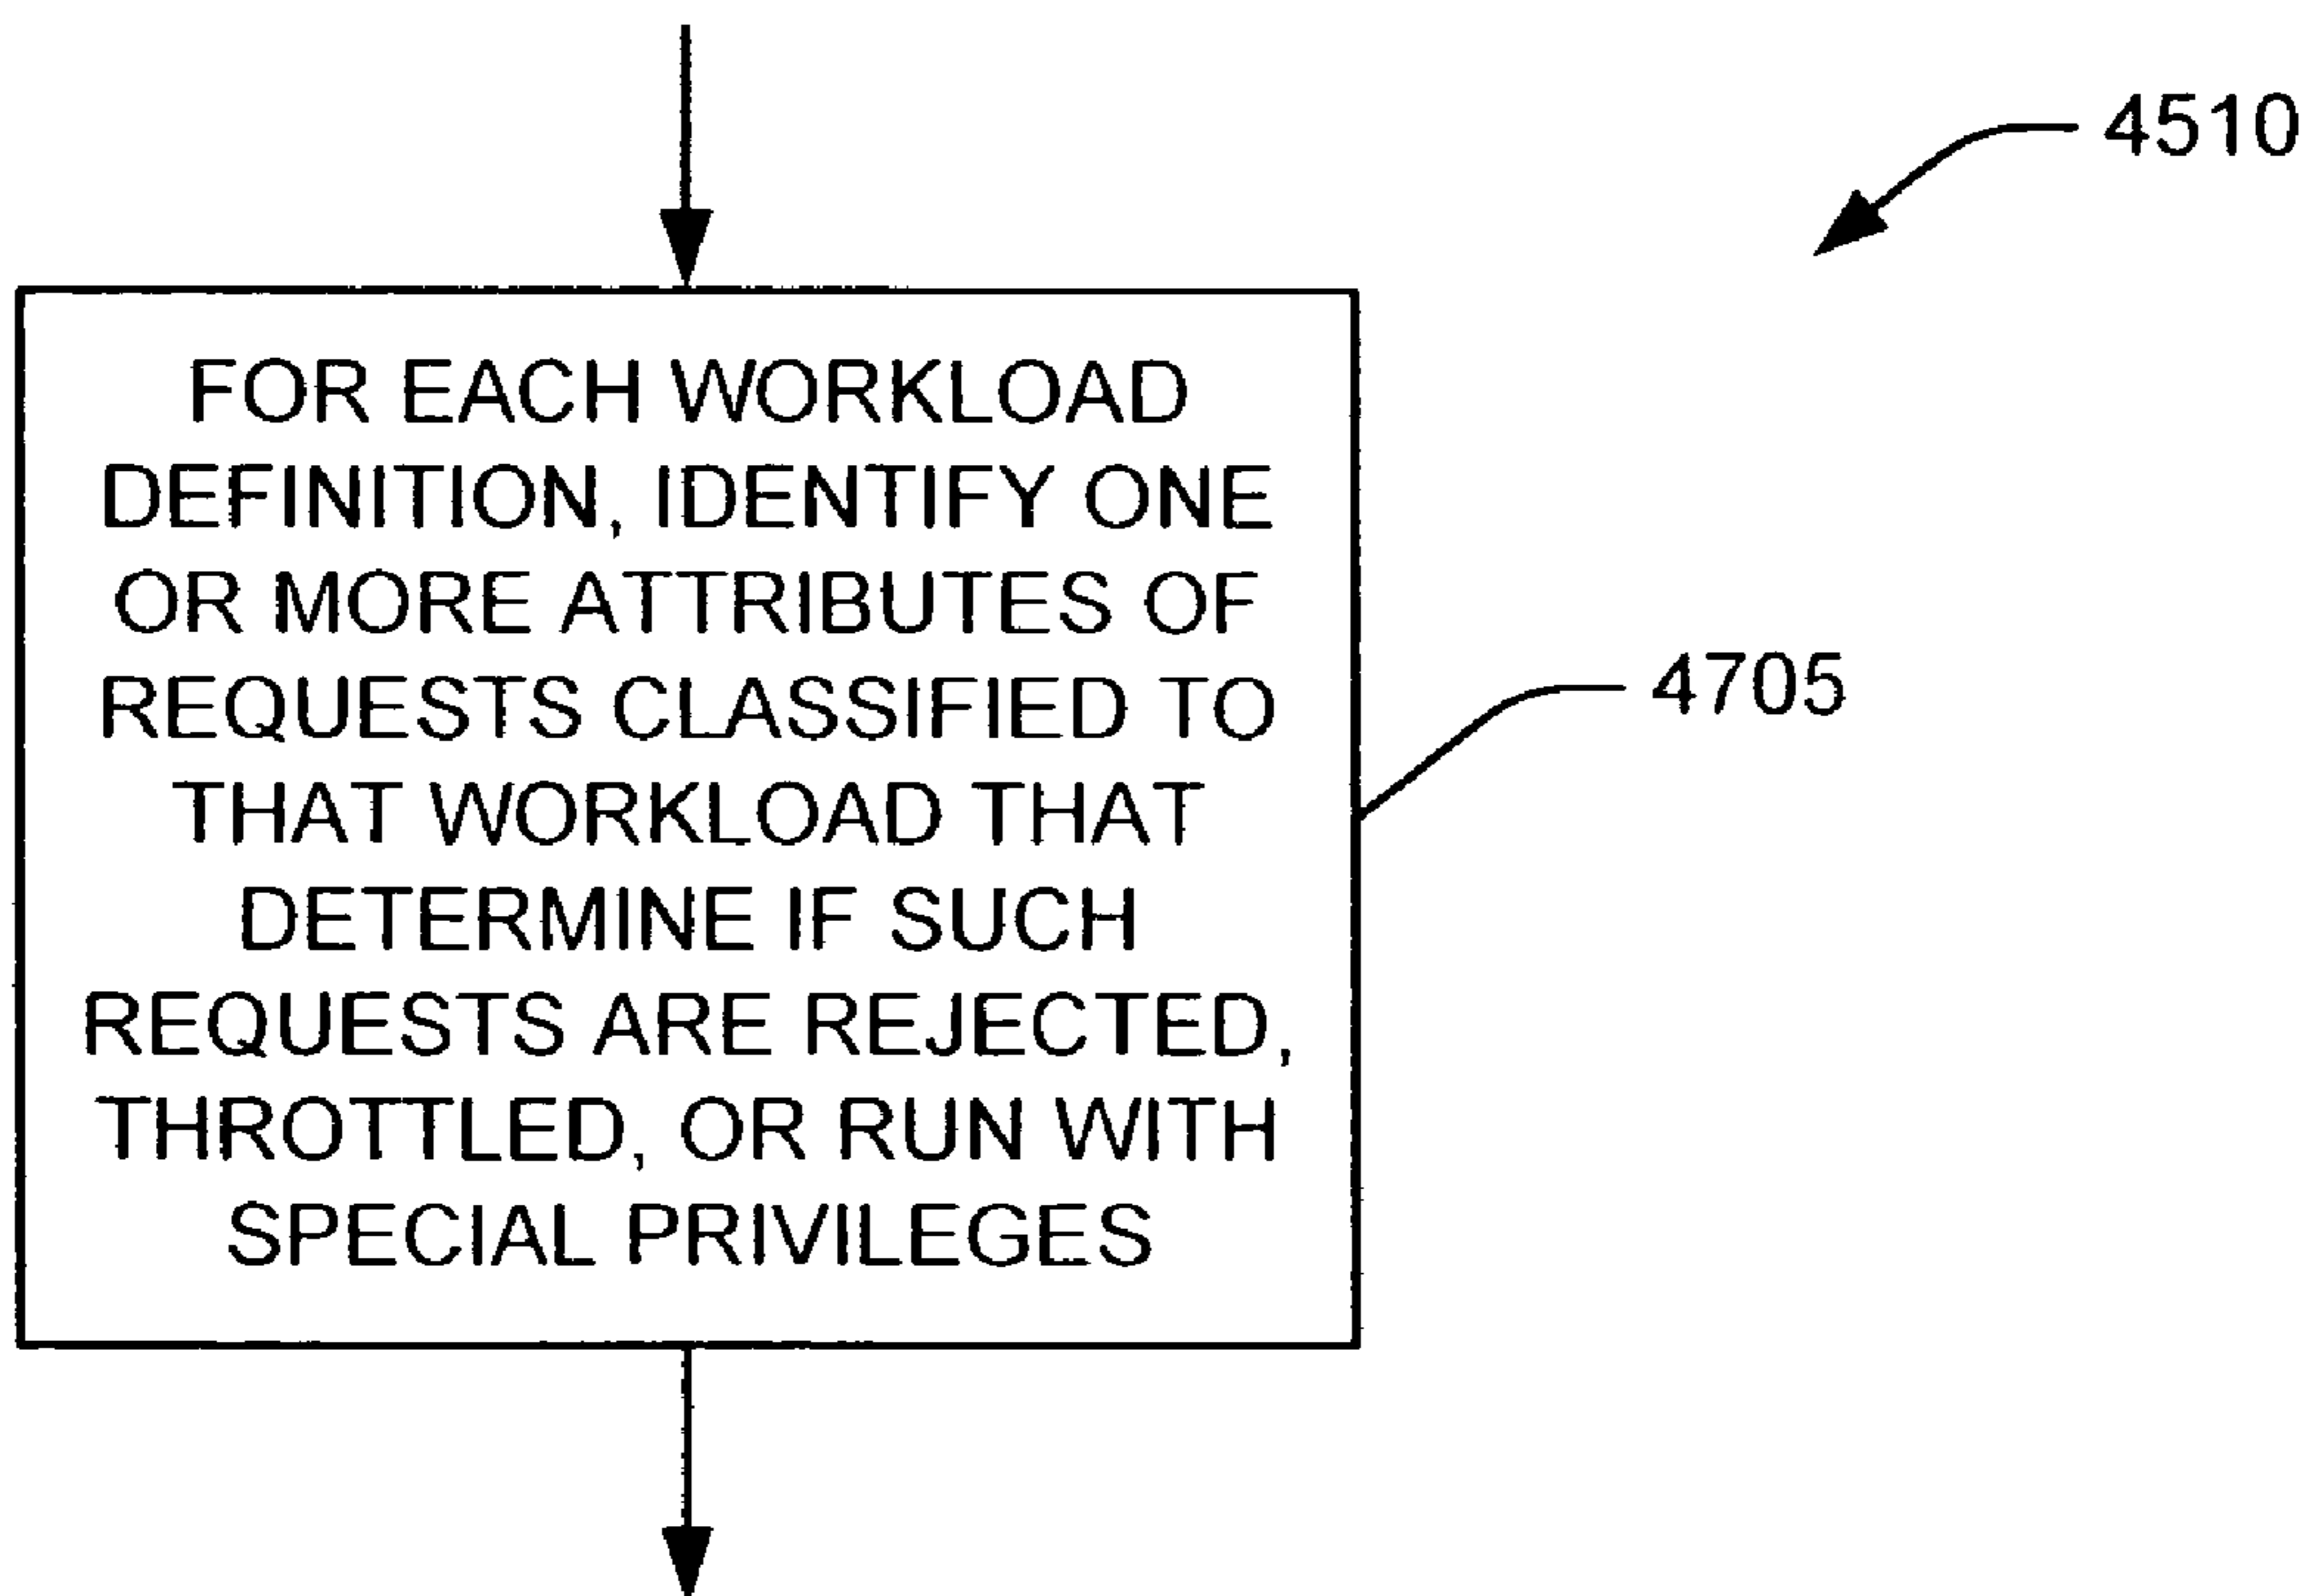 4510
FOR EACH WORKLOAD
DEFINITION, IDENTIFY ONE
OR MORE ATTRIBUTES OF
REQUESTS CLASSIFIED TO
THAT WORKLOAD THAT
DETERMINE IF SUCH
REQUESTS ARE REJECTED,
THROTTLED, OR RUN WITH
SPECIAL PRIVILEGES
4705